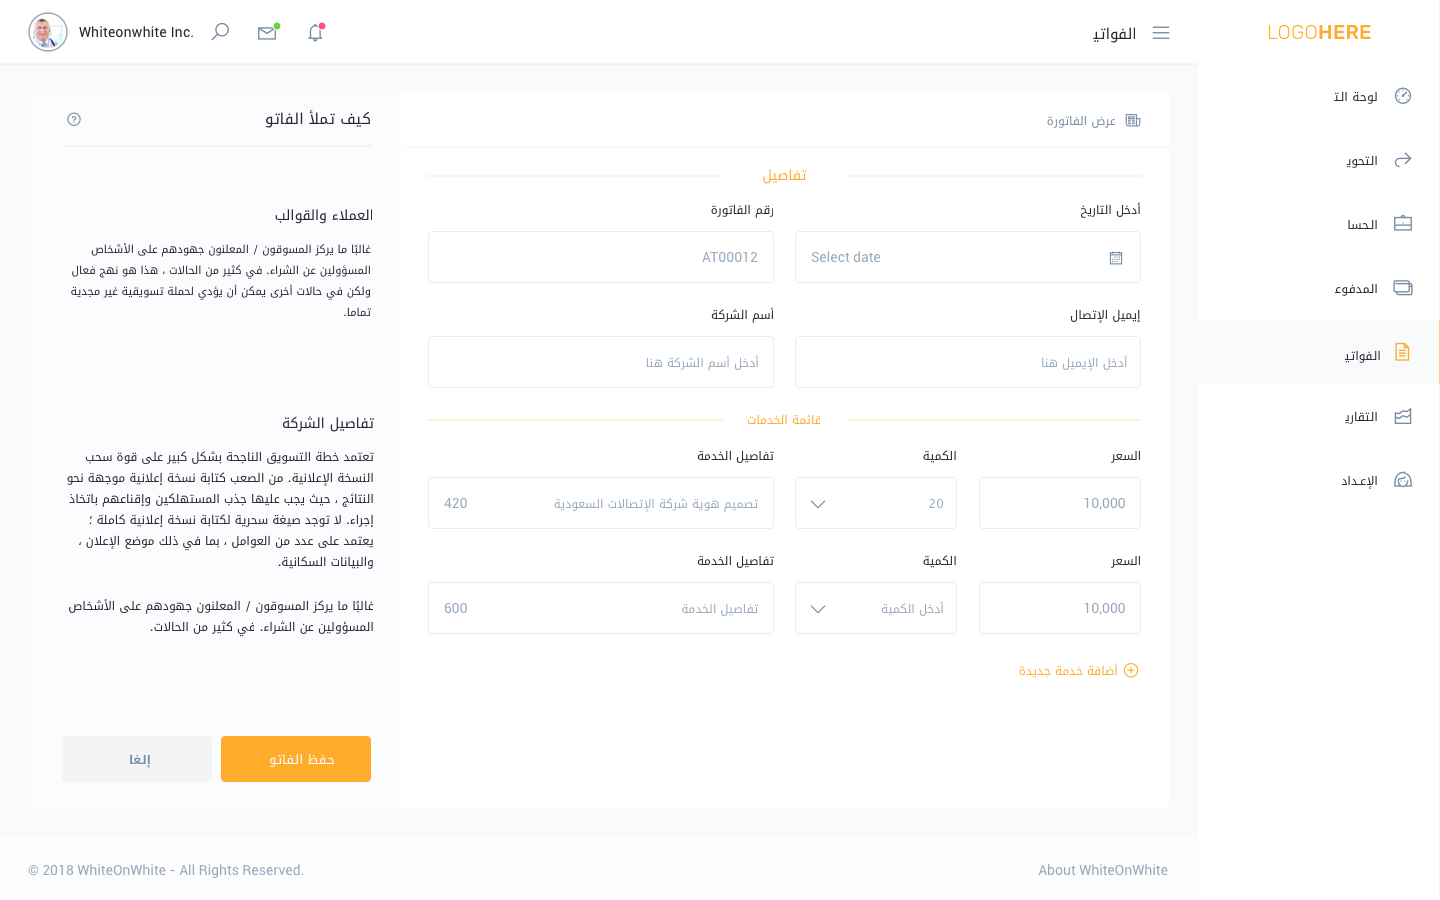 LOGOHERE
الفواتي
Whiteonwhite Inc.
لوحة الت
التحوي
الحسا
المدفوع
الفواتي
التقاري
الإعداد
عرض الفاتورة
تفاصيل
أدخل التاريخ
رقم الفاتورة
Select date
AT00012
إيميل الإتصال
أسم الشركة
أدخل الإيميل هنا
أدخل أسم الشركة هنا
قائمة الخدمات
السعر
الكمية
تفاصيل الخدمة
10,000
20
تصميم هوية شركة الإتصالات السعودية
420
السعر
الكمية
تفاصيل الخدمة
10,000
أدخل الكمية
تفاصيل الخدمة
600
أضافة خدمة جديدة
كيف تملأ الفاتو
العملاء والقوالب
غالبًا ما يركز المسوقون / المعلنون جهودهم على الأشخاص
المسؤولين عن الشراء. في كثير من الحالات ، هذا هو نهج فعال
ولكن في حالات أخرى يمكن أن يؤدي لحملة تسويقية غير مجدية
تماما.
تفاصيل الشركة
تعتمد خطة التسويق الناجحة بشكل كبير على قوة سحب
النسخة الإعلانية. من الصعب كتابة نسخة إعلانية موجهة نحو
النتائج ، حيث يجب عليها جذب المستهلكين وإقناعهم باتخاذ
إجراء. لا توجد صيغة سحرية لكتابة نسخة إعلانية كاملة ؛
يعتمد على عدد من العوامل ، بما في ذلك موضع الإعلان ،
والبيانات السكانية.
غالبًا ما يركز المسوقون / المعلنون جهودهم على الأشخاص
المسؤولين عن الشراء. في كثير من الحالات.
حفظ الفاتو
إلغا
© 2018 WhiteOnWhite - All Rights Reserved.
About WhiteOnWhite